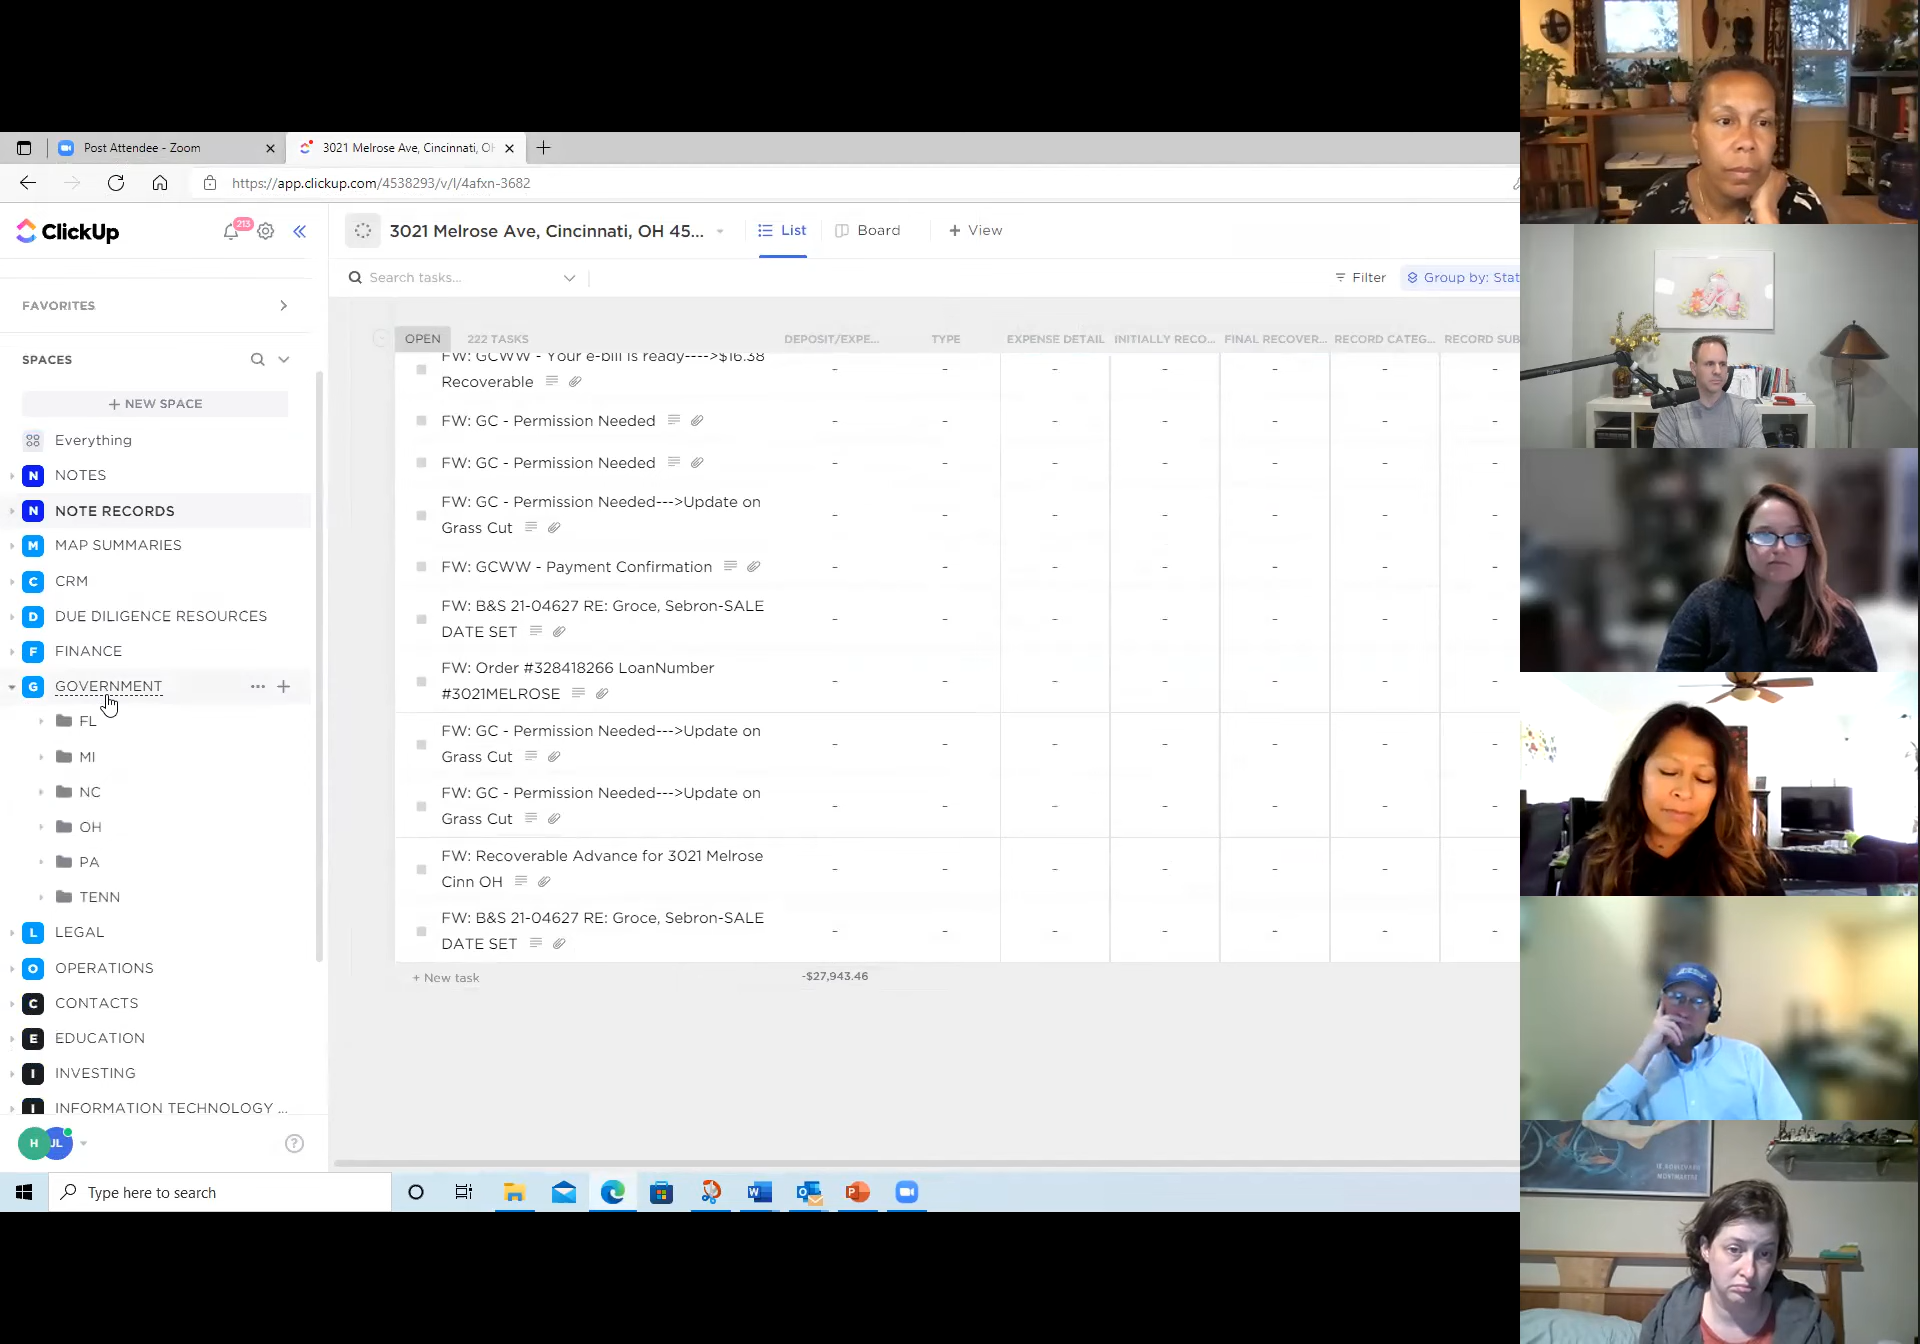 Post Attendee - Zoom
3021 Melrose Ave, Cincinnati, OH
https://app.clickup.com/4538293/v/l/4afxn-3682
ClickUp
213
3021 Melrose Ave, Cincinnati, OH 45...
List
Board
+ View
FAVORITES
Search tasks...
Filter
Group by: Stat
SPACES
+ NEW SPACE
Everything
N NOTES
N NOTE RECORDS
M MAP SUMMARIES
C CRM
D DUE DILIGENCE RESOURCES
F FINANCE
G GOVERNMENT
FL
MI
NC
OH
PA
TENN
L LEGAL
O OPERATIONS
C CONTACTS
E EDUCATION
I INVESTING
I INFORMATION TECHNOLOGY ...
H JL
OPEN 222 TASKS DEPOSIT/EXPE... TYPE EXPENSE DETAIL INITIALLY RECO... FINAL RECOVER... RECORD CATEG... RECORD SUB
FW: GCWW - Your e-bill is ready---->$16.38
Recoverable
- - - - - - -
FW: GC - Permission Needed
- - - - - - -
FW: GC - Permission Needed
- - - - - - -
FW: GC - Permission Needed--->Update on
Grass Cut
- - - - - - -
FW: GCWW - Payment Confirmation
- - - - - - -
FW: B&S 21-04627 RE: Groce, Sebron-SALE
DATE SET
- - - - - - -
FW: Order #328418266 LoanNumber
#3021MELROSE
- - - - - - -
FW: GC - Permission Needed--->Update on
Grass Cut
- - - - - - -
FW: GC - Permission Needed--->Update on
Grass Cut
- - - - - - -
FW: Recoverable Advance for 3021 Melrose
Cinn OH
- - - - - - -
FW: B&S 21-04627 RE: Groce, Sebron-SALE
DATE SET
- - - - - - -
+ New task
-$27,943.46
Type here to search